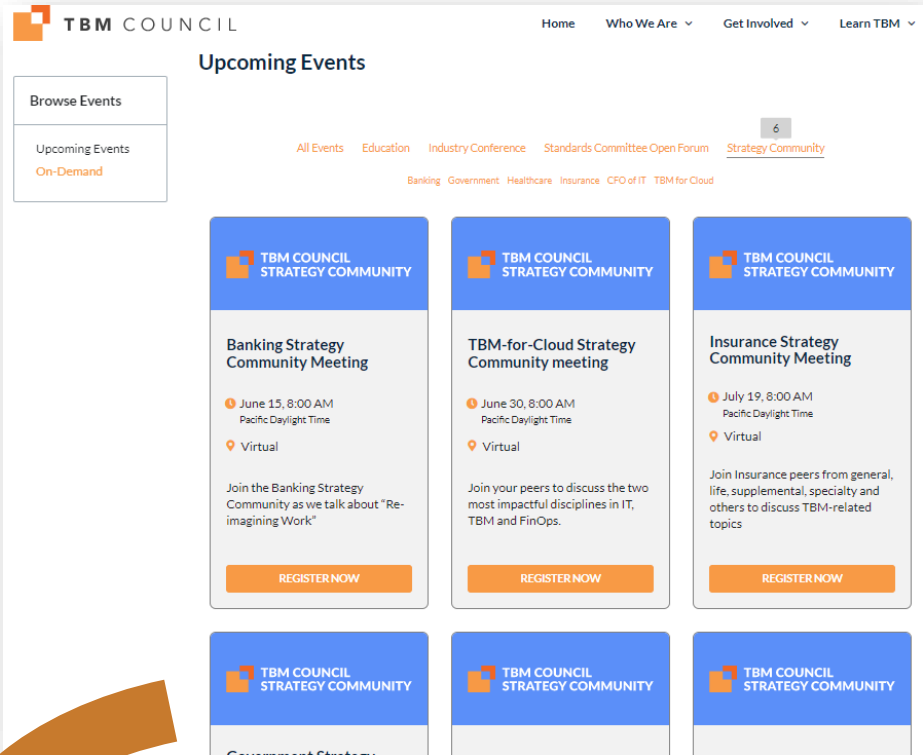 TBM COUNCIL
Home Who We Are Get Involved Learn TBM
Upcoming Events
Browse Events
Upcoming Events
On-Demand
6
All Events Education Industry Conference Standards Committee Open Forum Strategy Community
Banking Government Healthcare Insurance CFO of IT TBM for Cloud
TBM COUNCIL
STRATEGY COMMUNITY
Banking Strategy
Community Meeting
June 15, 8:00 AM
Pacific Daylight Time
Virtual
Join the Banking Strategy
Community as we talk about “Re-
imagining Work”
REGISTER NOW
TBM COUNCIL
STRATEGY COMMUNITY
TBM-for-Cloud Strategy
Community meeting
June 30, 8:00 AM
Pacific Daylight Time
Virtual
Join your peers to discuss the two
most impactful disciplines in IT,
TBM and FinOps.
REGISTER NOW
TBM COUNCIL
STRATEGY COMMUNITY
Insurance Strategy
Community Meeting
July 19, 8:00 AM
Pacific Daylight Time
Virtual
Join Insurance peers from general,
life, supplemental, specialty and
others to discuss TBM-related
topics
REGISTER NOW
TBM COUNCIL
STRATEGY COMMUNITY
Government Strategy
TBM COUNCIL
STRATEGY COMMUNITY
TBM COUNCIL
STRATEGY COMMUNITY